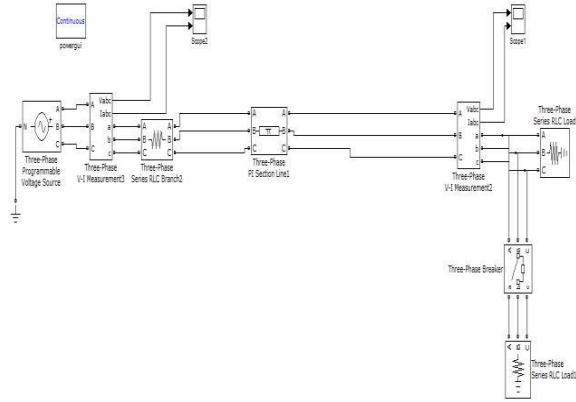 Continuous
powergui
Scope2
Scope1
N
A
B
C
Three-Phase
Programmable
Voltage Source
A
B
C
Vabc
Iabc
a
b
c
Three-Phase
V-I Measurement3
A
B
C
A
B
C
Three-Phase
Series RLC Branch2
A
B
C
A
B
C
Three-Phase
PI Section Line1
A
B
C
Vabc
Iabc
a
b
c
Three-Phase
V-I Measurement2
Three-Phase
Series RLC Load
A
B
C
Three-Phase Breaker
A
B
C
a
b
c
A
B
C
Three-Phase
Series RLC Load1